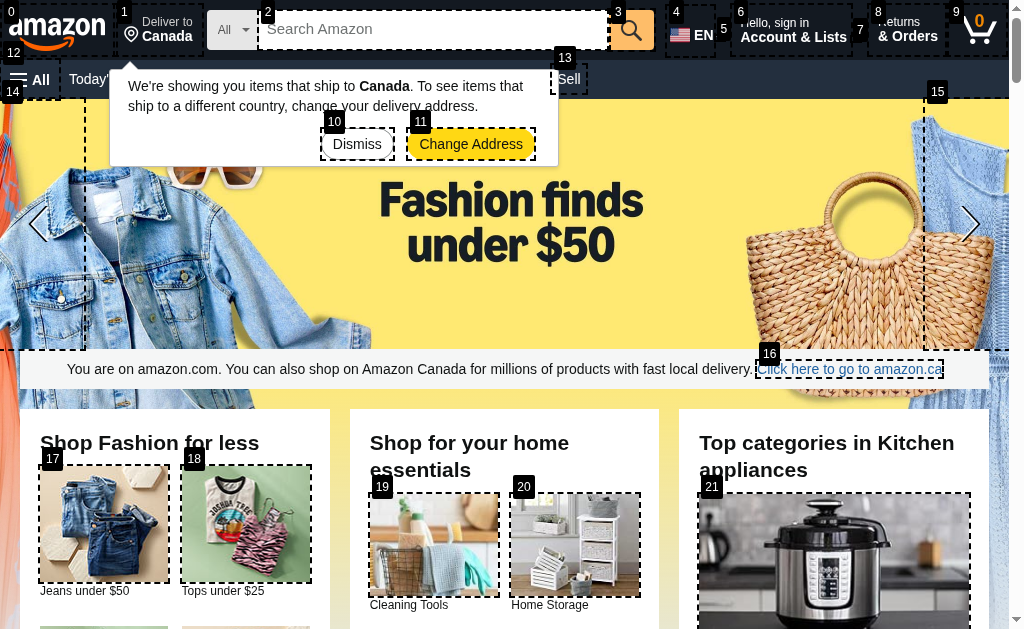 0
1
2
3
4
5
6
7
8
9
amazon
Deliver to
Canada
All
Search Amazon
EN
Hello, sign in
Account & Lists
Returns
& Orders
0
12
13
All
Today'
Sell
14
15
We're showing you items that ship to Canada. To see items that
ship to a different country, change your delivery address.
10
11
Dismiss
Change Address
Fashion finds
under $50
16
You are on amazon.com. You can also shop on Amazon Canada for millions of products with fast local delivery. Click here to go to amazon.ca
Shop Fashion for less
17
18
JOSHUA TREE
Jeans under $50
Tops under $25
Shop for your home
essentials
19
20
Cleaning Tools
Home Storage
Top categories in Kitchen
appliances
21